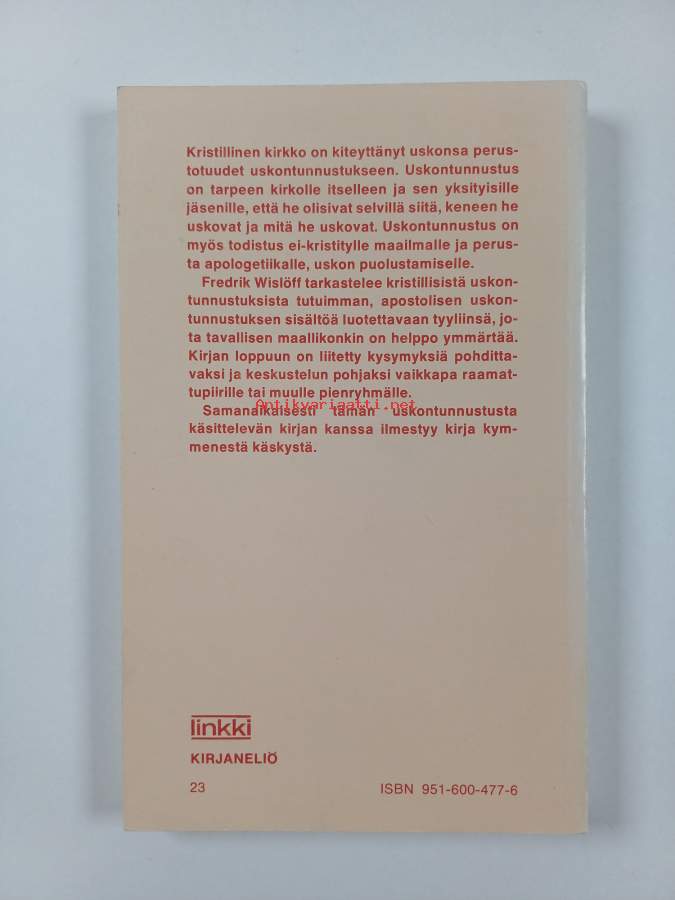 Kristillinen kirkko on kiteyttänyt uskonsa perus-
totuudet uskontunnustukseen. Uskontunnustus
on tarpeen kirkolle itselleen ja sen yksityisille
jäsenille, että he olisivat selvillä siitä, keneen he
uskovat ja mitä he uskovat. Uskontunnustus on
myös todistus ei-kristitylle maailmalle ja perus-
ta apologetiikalle, uskon puolustamiselle.
Fredrik Wislöff tarkastelee kristillisistä uskon-
tunnustuksista tutuimman, apostolisen uskon-
tunnustuksen sisältöä luotettavaan tyyliinsä, jo-
ta tavallisen maallikonkin on helppo ymmärtää.
Kirjan loppuun on liitetty kysymyksiä pohditta-
vaksi ja keskustelun pohjaksi vaikkapa raamat-
tupiirille tai muulle pienryhmälle.
Antikvariaatti.net
Samanaikaisesti tämän uskontunnustusta
käsittelevän kirjan kanssa ilmestyy kirja kym-
menestä käskystä.
linkki
KIRJANELIÖ
23 ISBN 951-600-477-6